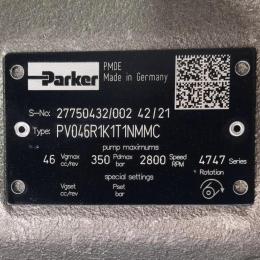 Parker
PMDE
Made in Germany
S-No: 27750432/002 42/21
Type: PV046R1K1T1NMMC
pump maximums
46 Vgmax cc/rev 350 Pdmax bar 2800 Speed RPM 4747 Series
special settings
Rotation
Vgset cc/rev Pset bar